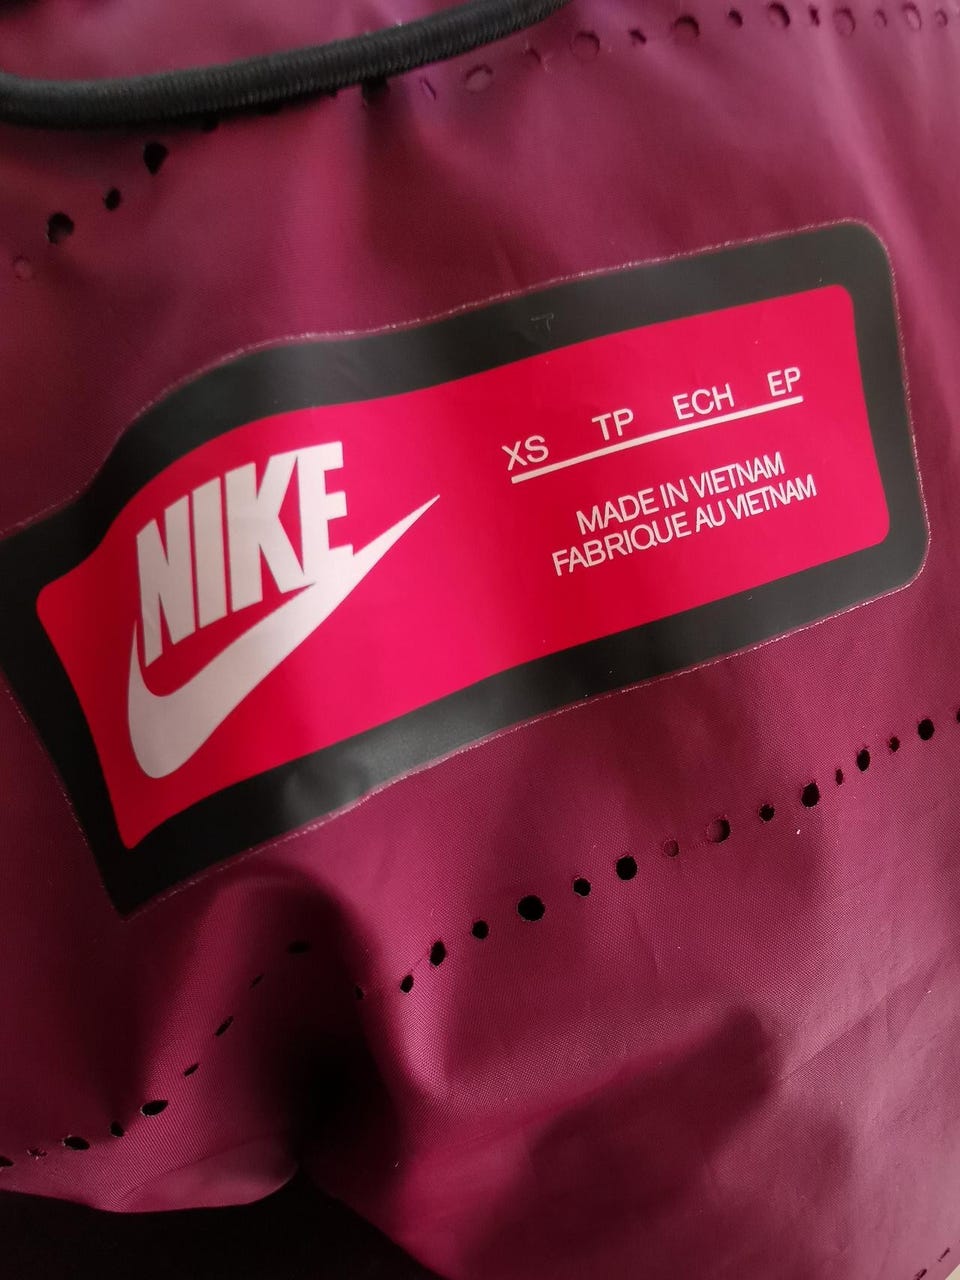 NIKE
XS TP ECH EP
MADE IN VIETNAM
FABRIQUE AU VIETNAM